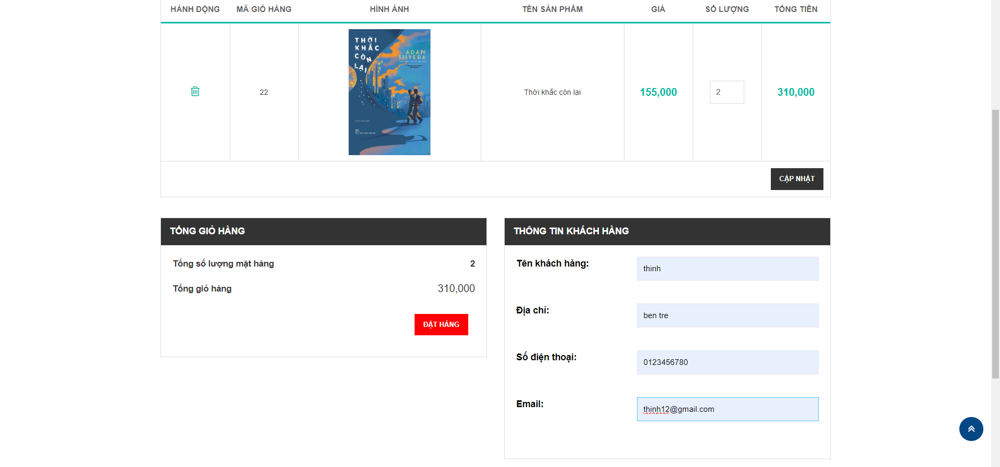 HÀNH ĐỘNG MÃ GIỎ HÀNG HÌNH ẢNH TÊN SẢN PHẨM GIÁ SỐ LƯỢNG TỔNG TIỀN
THỜI
KHẮC
CÒN
LẠI
ADAM
SILVERA
22 Thời khắc còn lại 155,000 2 310,000
CẬP NHẬT
TỔNG GIỎ HÀNG
Tổng số lượng mặt hàng 2
Tổng giỏ hàng 310,000
ĐẶT HÀNG
THÔNG TIN KHÁCH HÀNG
Tên khách hàng: thinh
Địa chỉ: ben tre
Số điện thoại: 0123456780
Email: thinh12@gmail.com